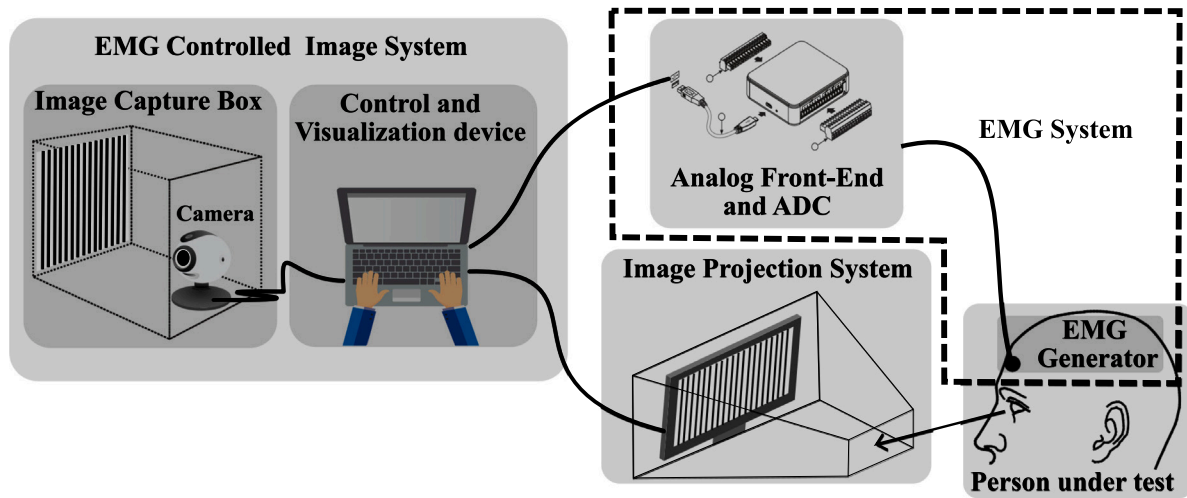 EMG Controlled Image System
Image Capture Box
Camera
Control and
Visualization device
Analog Front-End
and ADC
EMG System
Image Projection System
EMG
Generator
Person under test